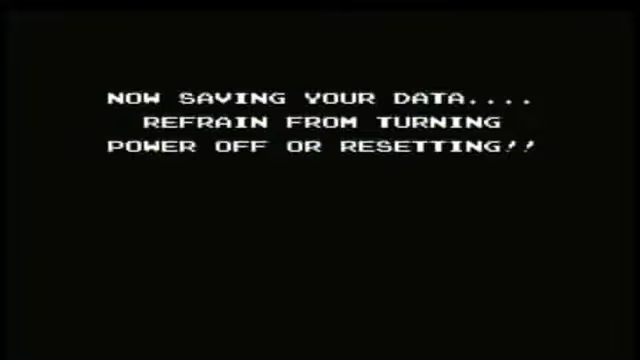 NOW SAVING YOUR DATA....
REFRAIN FROM TURNING
POWER OFF OR RESETTING!!